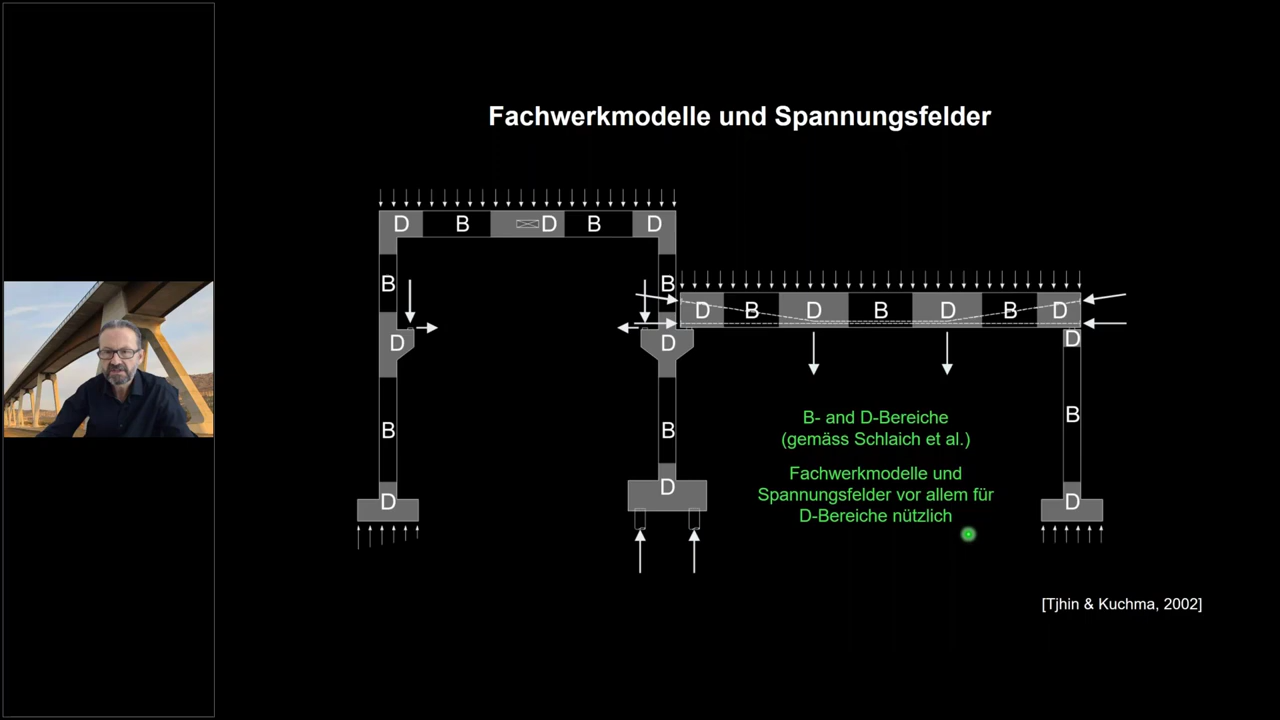 Fachwerkmodelle und Spannungsfelder
D B D B D
B B
D B D B D B D
D D D
B B B
D D D
B- and D-Bereiche
(gemäss Schlaich et al.)
Fachwerkmodelle und
Spannungsfelder vor allem für
D-Bereiche nützlich
[Tjhin & Kuchma, 2002]